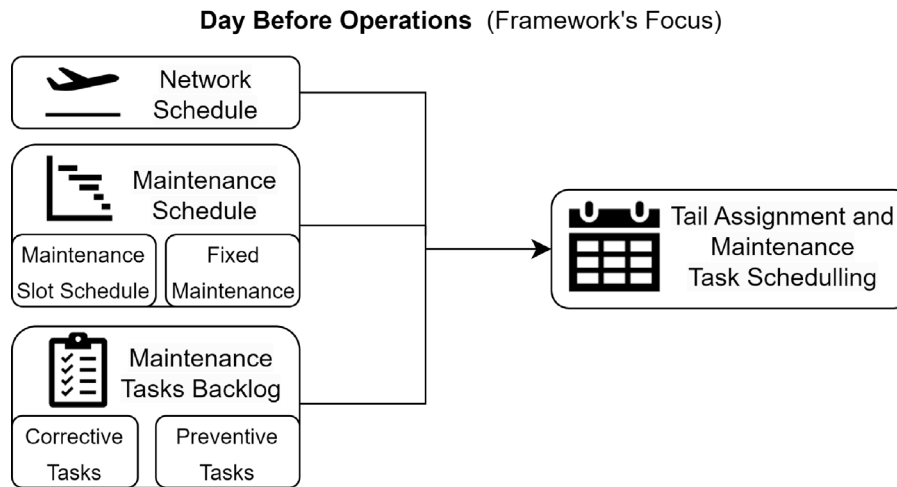 Day Before Operations (Framework's Focus)
Network
Schedule
Maintenance
Schedule
Maintenance
Slot Schedule
Fixed
Maintenance
Maintenance
Tasks Backlog
Corrective
Tasks
Preventive
Tasks
Tail Assignment and
Maintenance
Task Schedulling